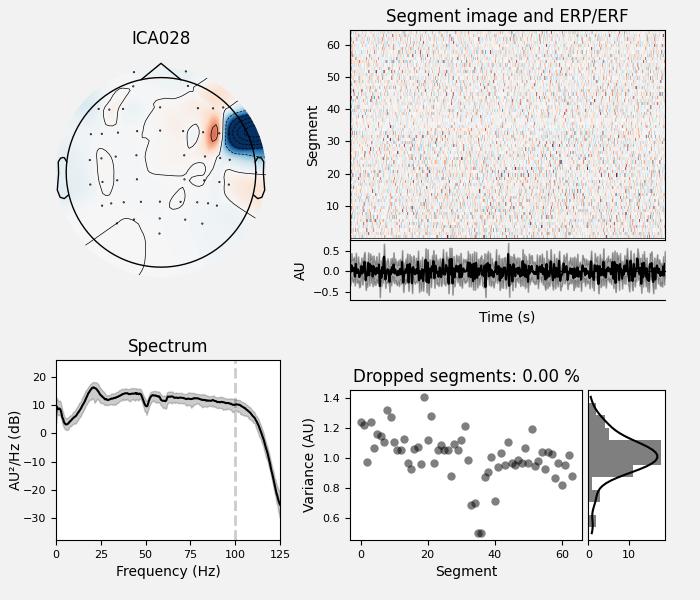 ICA028
Segment image and ERP/ERF
Segment
60
50
40
30
20
10
AU
0.5
0.0
−0.5
Time (s)
Spectrum
AU²/Hz (dB)
20
10
0
−10
−20
−30
0 25 50 75 100 125
Frequency (Hz)
Dropped segments: 0.00 %
Variance (AU)
1.4
1.2
1.0
0.8
0.6
0 20 40 60
Segment
0 10